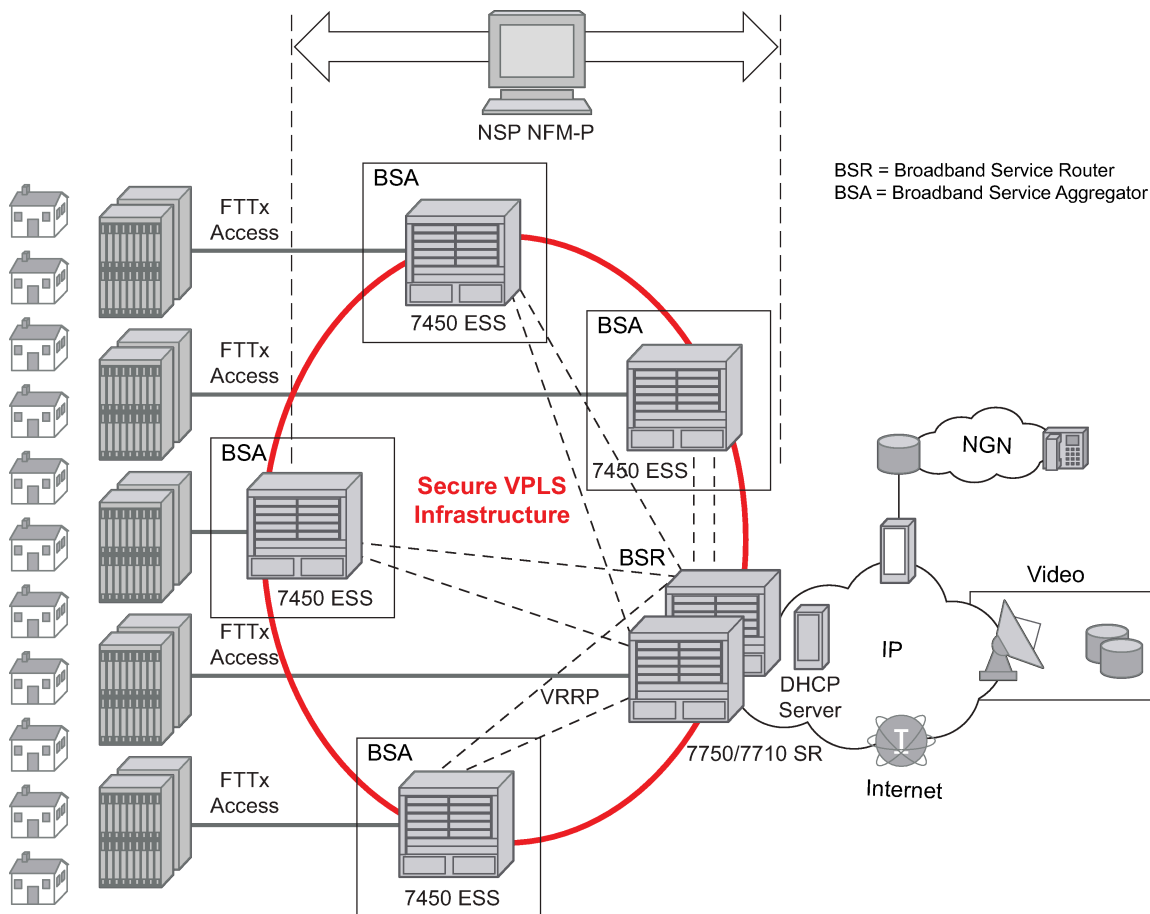 NSP NFM-P
BSR = Broadband Service Router
BSA = Broadband Service Aggregator
BSA
FTTx
Access
7450 ESS
BSA
FTTx
Access
7450 ESS
NGN
BSA
Secure VPLS
Infrastructure
7450 ESS
BSR
Video
IP
FTTx
Access
DHCP
Server
VRRP
7750/7710 SR
T
Internet
BSA
FTTx
Access
7450 ESS